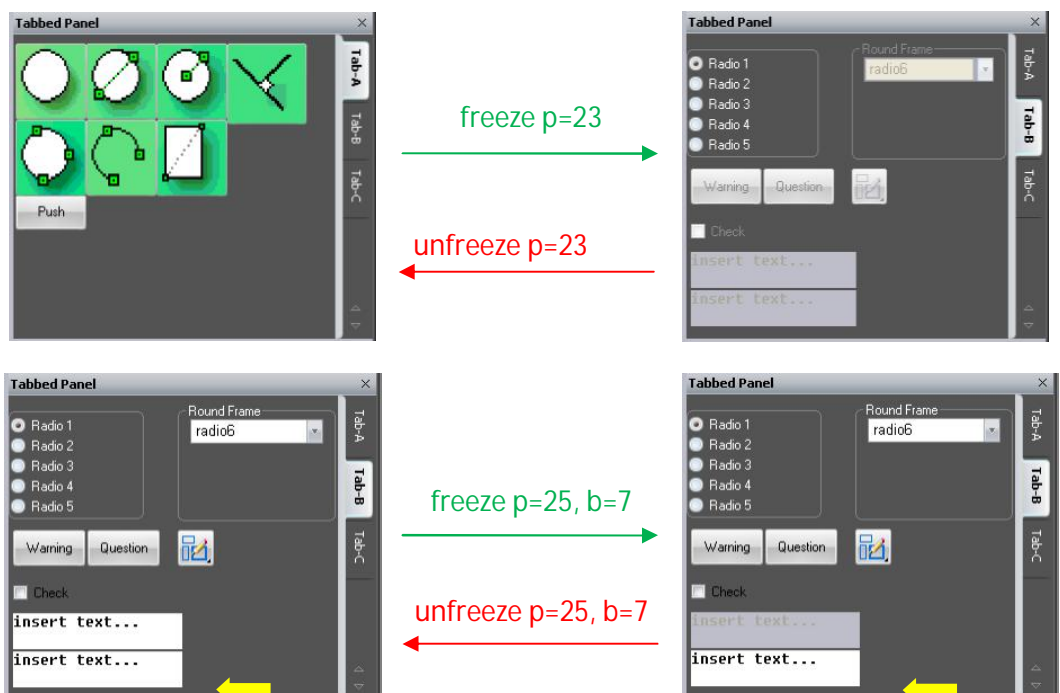 Tabbed Panel
Tab-A
Tab-B
Tab-C
Push
freeze p=23
unfreeze p=23
Tabbed Panel
Radio 1
Radio 2
Radio 3
Radio 4
Radio 5
Round Frame
radio6
Warning
Question
Check
insert text...
insert text...
Tab-A
Tab-B
Tab-C
Tabbed Panel
Radio 1
Radio 2
Radio 3
Radio 4
Radio 5
Round Frame
radio6
Warning
Question
Check
insert text...
insert text...
Tab-A
Tab-B
Tab-C
freeze p=25, b=7
unfreeze p=25, b=7
Tabbed Panel
Radio 1
Radio 2
Radio 3
Radio 4
Radio 5
Round Frame
radio6
Warning
Question
Check
insert text...
insert text...
Tab-A
Tab-B
Tab-C